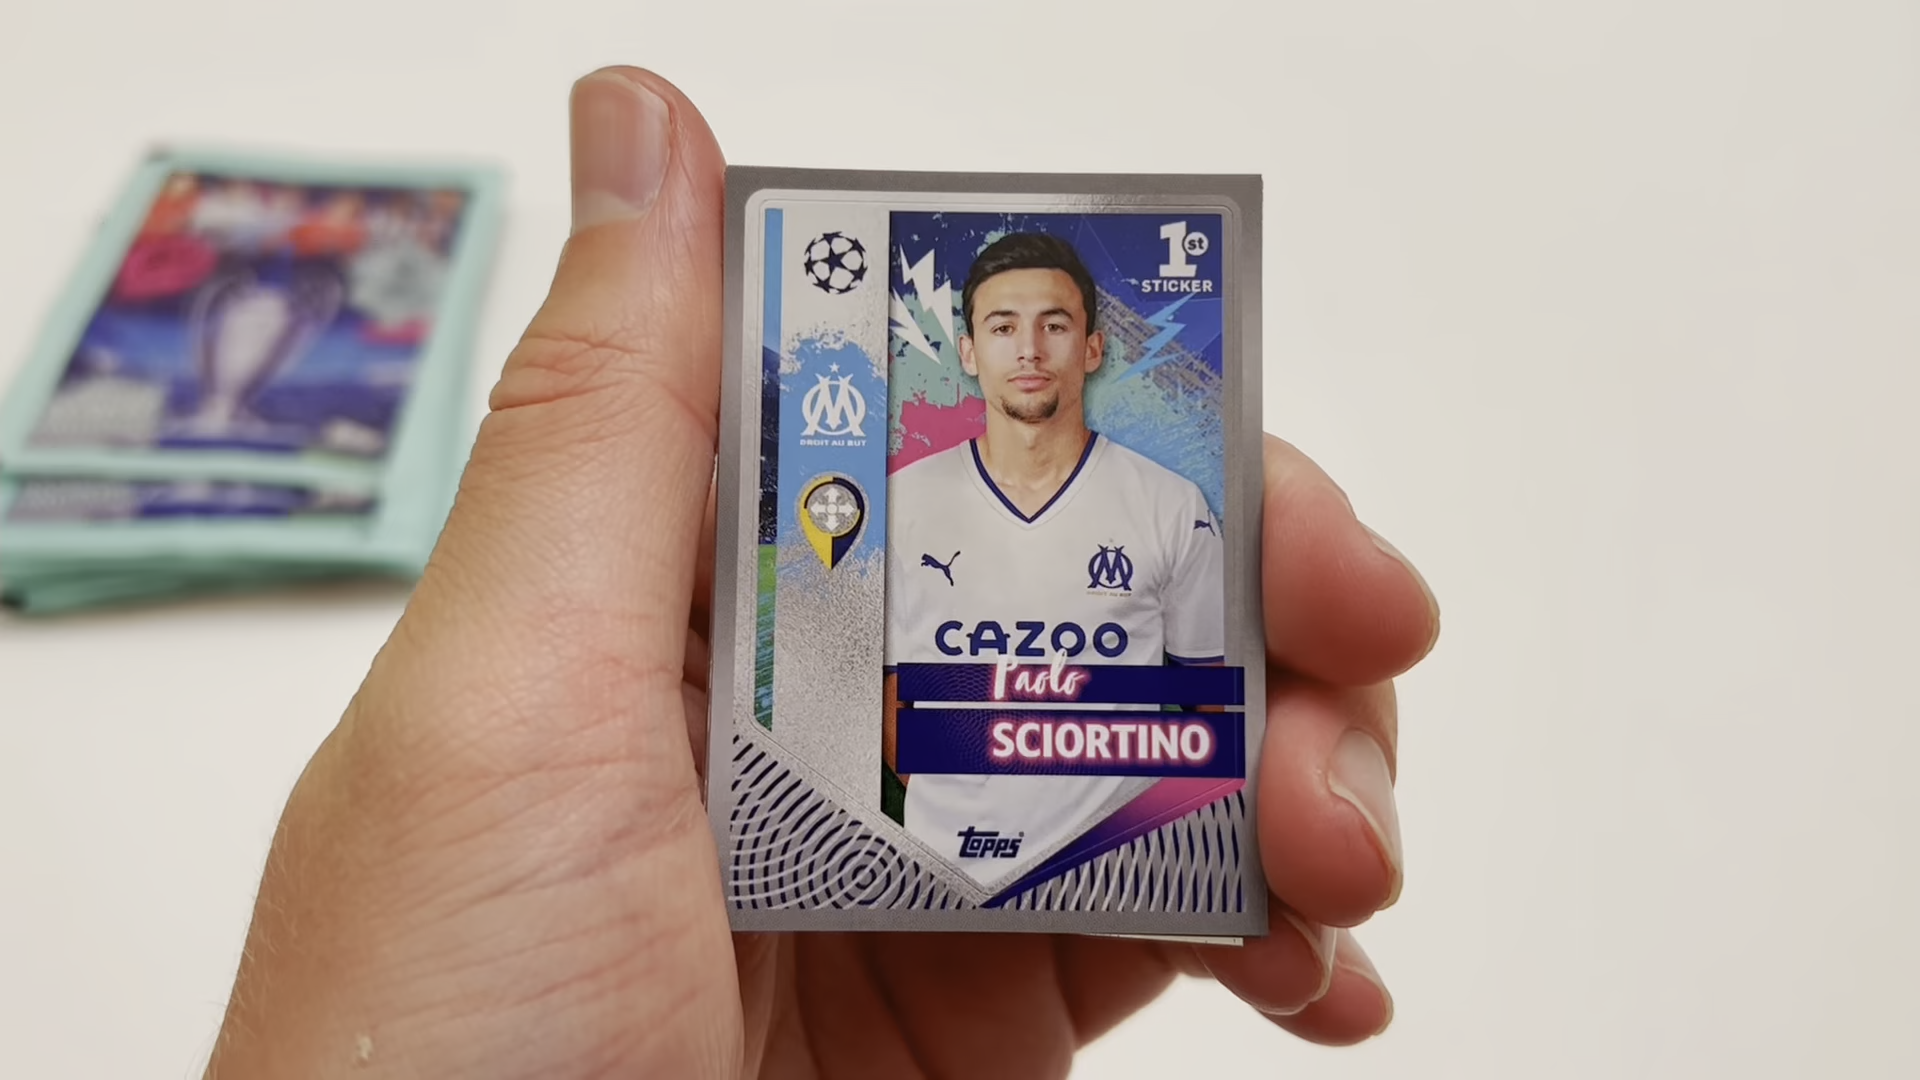 1st
STICKER
DROIT AU BUT
CAZOO
Paolo
SCIORTINO
topps